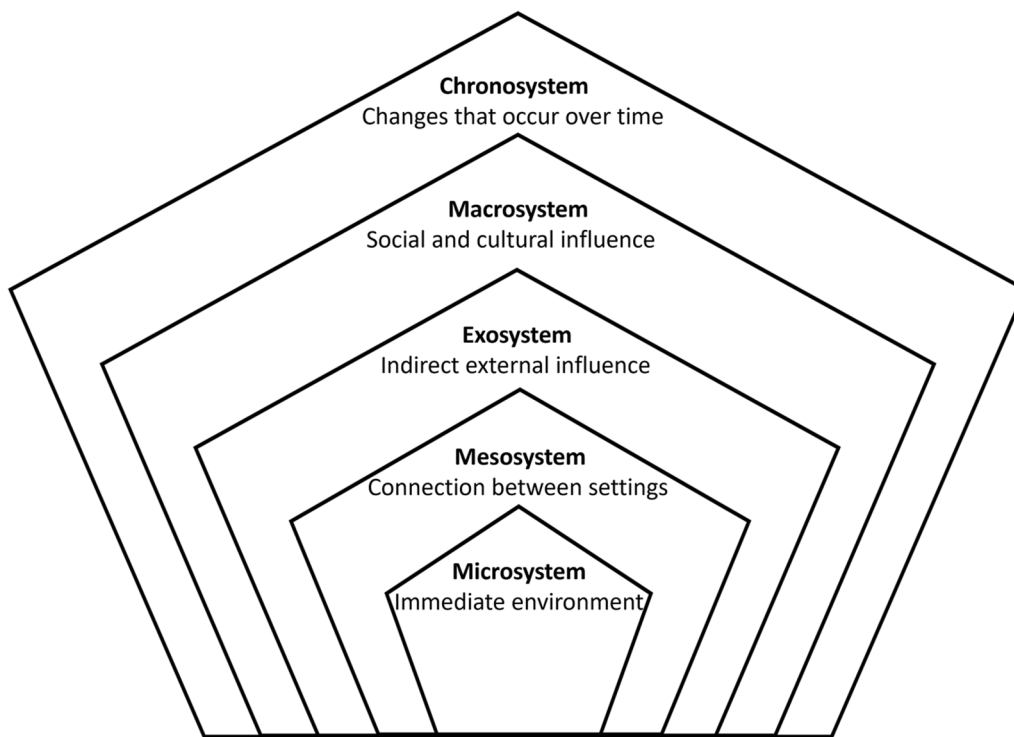 Chronosystem
Changes that occur over time
Macrosystem
Social and cultural influence
Exosystem
Indirect external influence
Mesosystem
Connection between settings
Microsystem
Immediate environment